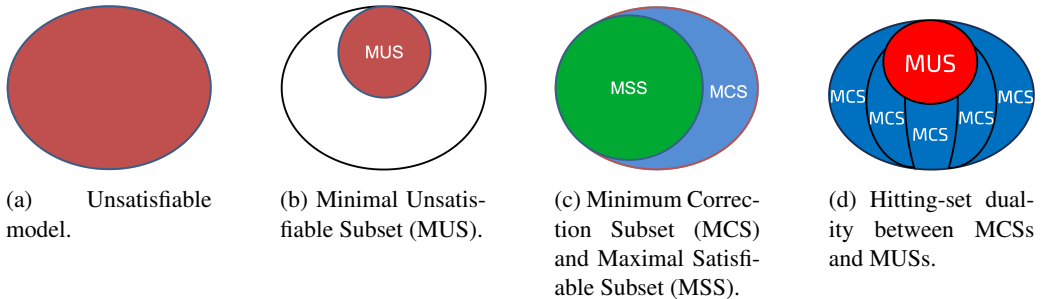 MUS
MSS
MCS
MUS
MCS
MCS
MCS
MCS
MCS
(a) Unsatisfiable
model.
(b) Minimal Unsatis-
fiable Subset (MUS).
(c) Minimum Correc-
tion Subset (MCS)
and Maximal Satisfi-
able Subset (MSS).
(d) Hitting-set dual-
ity between MCSs
and MUSs.